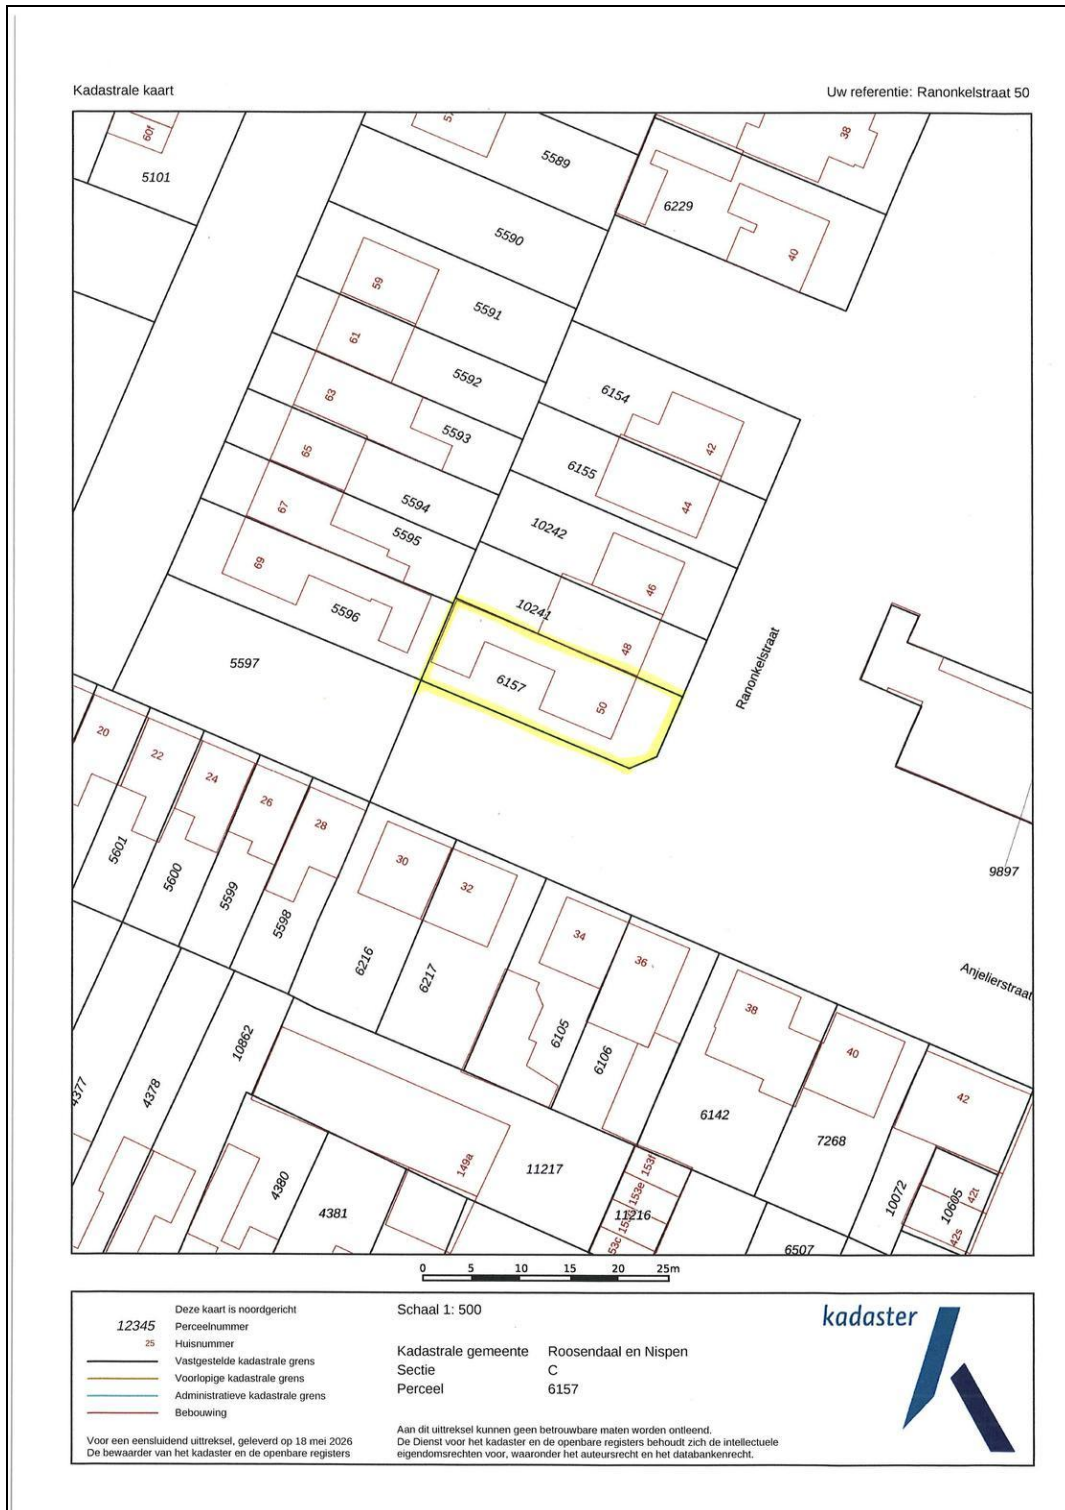 Kadastrale kaart
Uw referentie: Ranonkelstraat 50
60f
5101
5589
38
6229
40
5590
59
5591
61
5592
63
5593
65
5594
67
5595
69
5596
5597
6154
42
6155
44
10242
46
10241
48
6157
50
Ranonkelstraat
9897
Anjelierstraat
20
22
24
26
28
5601
5600
5599
5598
30
32
34
36
38
40
42
6216
6217
6105
6106
6142
7268
10072
10605
42t
42s
10862
4377
4378
4380
4381
149a
11217
153f
153e
11216
53c
6507
0 5 10 15 20 25m
Deze kaart is noordgericht
12345 Perceelnummer
25 Huisnummer
Vastgestelde kadastrale grens
Voorlopige kadastrale grens
Administratieve kadastrale grens
Bebouwing
Voor een eensluidend uittreksel, geleverd op 18 mei 2026
De bewaarder van het kadaster en de openbare registers
Schaal 1: 500
Kadastrale gemeente Roosendaal en Nispen
Sectie C
Perceel 6157
Aan dit uittreksel kunnen geen betrouwbare maten worden ontleend.
De Dienst voor het kadaster en de openbare registers behoudt zich de intellectuele
eigendomsrechten voor, waaronder het auteursrecht en het databankenrecht.
kadaster